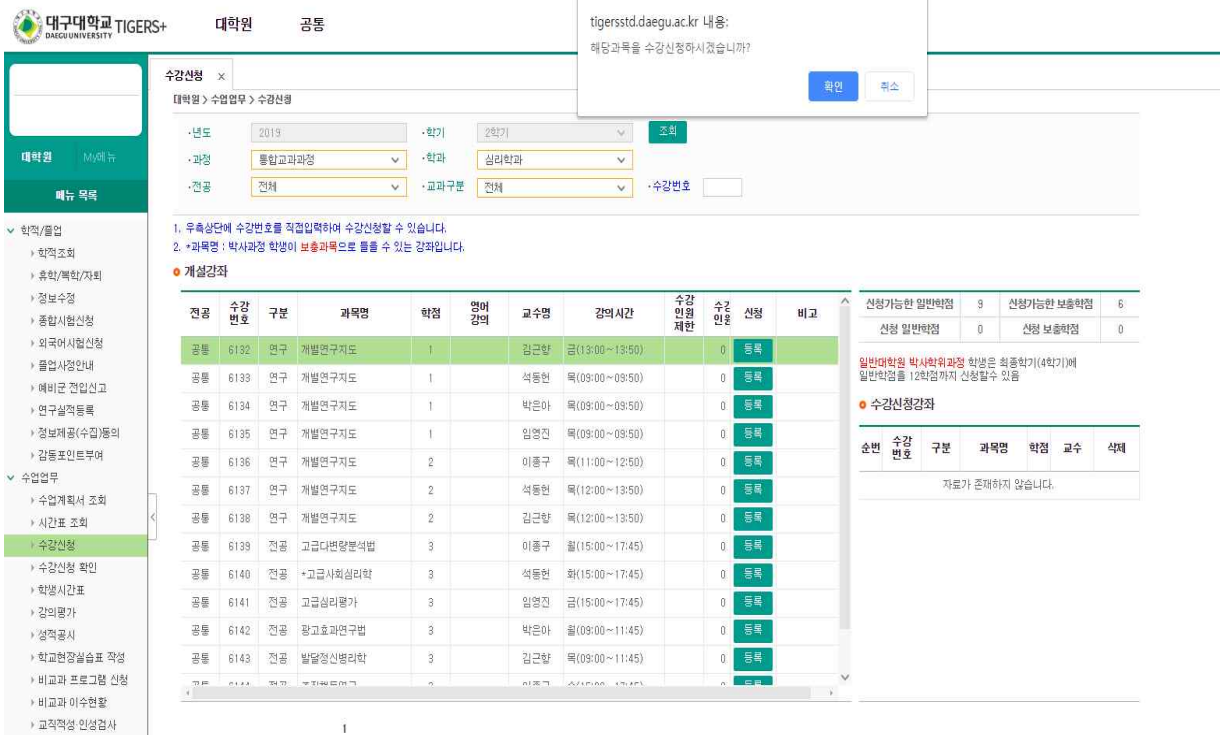 대구대학교 TIGERS+
DAEGU UNIVERSITY
대학원 공통
tigersstd.daegu.ac.kr 내용:
해당과목을 수강신청하시겠습니까?
확인 취소
수강신청 ×
대학원 > 수업업무 > 수강신청
·년도 2019 ·학기 2학기 조회
·과정 통합교과과정 ·학과 심리학과
·전공 전체 ·교과구분 전체 ·수강번호
대학원 My메뉴
메뉴 목록
학적/졸업
학적조회
휴학/복학/자퇴
정보수정
종합시험신청
외국어시험신청
졸업사정안내
예비군 전입신고
연구실적등록
정보제공(수집)동의
감동포인트부여
수업업무
수업계획서 조회
시간표 조회
수강신청
수강신청 확인
학생시간표
강의평가
성적공시
학교현장실습표 작성
비교과 프로그램 신청
비교과 이수현황
교직적성·인성검사
1. 우측상단에 수강번호를 직접입력하여 수강신청할 수 있습니다.
2. *과목명 : 박사과정 학생이 보충과목으로 들을 수 있는 강좌입니다.
개설강좌
전공 수강번호 구분 과목명 학점 영어강의 교수명 강의시간 수강인원제한 수강인원 신청 비고
공통 6132 연구 개별연구지도 1 김근향 금(13:00~13:50) 0 등록
공통 6133 연구 개별연구지도 1 석동헌 목(09:00~09:50) 0 등록
공통 6134 연구 개별연구지도 1 박은아 목(09:00~09:50) 0 등록
공통 6135 연구 개별연구지도 1 임영진 목(09:00~09:50) 0 등록
공통 6136 연구 개별연구지도 2 이종구 목(11:00~12:50) 0 등록
공통 6137 연구 개별연구지도 2 석동헌 목(12:00~13:50) 0 등록
공통 6138 연구 개별연구지도 2 김근향 목(12:00~13:50) 0 등록
공통 6139 전공 고급다변량분석법 3 이종구 월(15:00~17:45) 0 등록
공통 6140 전공 *고급사회심리학 3 석동헌 화(15:00~17:45) 0 등록
공통 6141 전공 고급심리평가 3 임영진 금(15:00~17:45) 0 등록
공통 6142 전공 광고효과연구법 3 박은아 월(09:00~11:45) 0 등록
공통 6143 전공 발달정신병리학 3 김근향 목(09:00~11:45) 0 등록
신청가능한 일반학점 9 신청가능한 보충학점 6
신청 일반학점 0 신청 보충학점 0
일반대학원 박사학위과정 학생은 최종학기(4학기)에
일반학점을 12학점까지 신청할수 있음
수강신청강좌
순번 수강번호 구분 과목명 학점 교수 삭제
자료가 존재하지 않습니다.